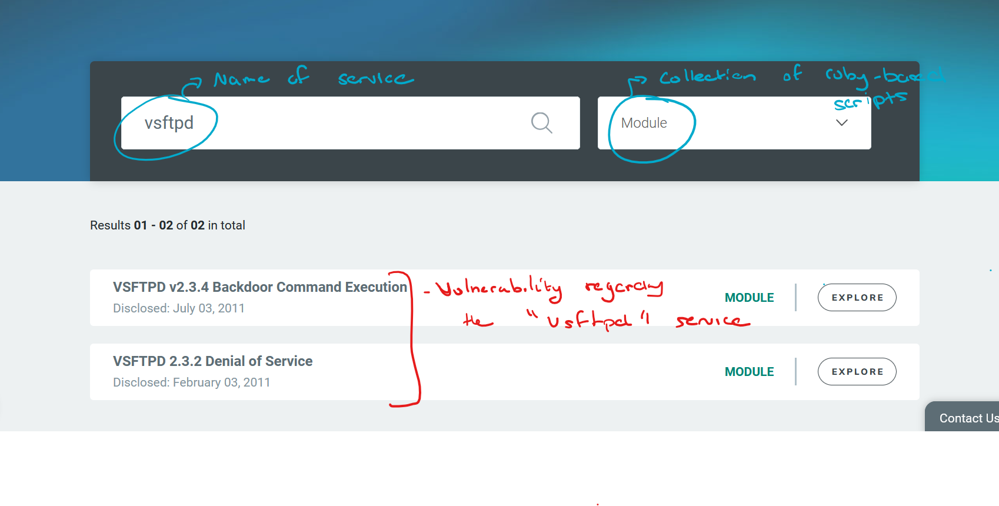 Name of service
Collection of ruby-based
scripts
vsftpd
Module
Results 01 - 02 of 02 in total
VSFTPD v2.3.4 Backdoor Command Execution
Disclosed: July 03, 2011
- Vulnerability regarding
the "vsftpd" service
MODULE
EXPLORE
VSFTPD 2.3.2 Denial of Service
Disclosed: February 03, 2011
MODULE
EXPLORE
Contact Us